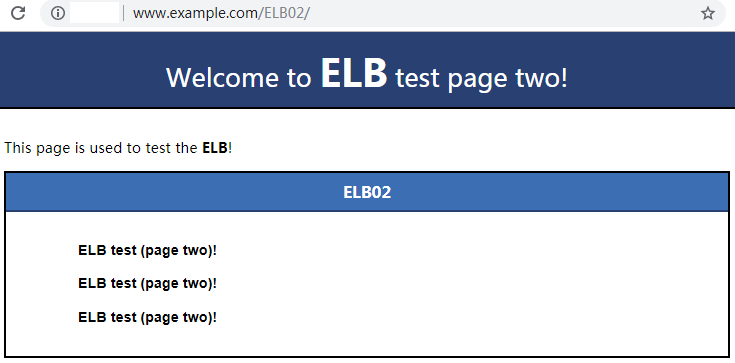 www.example.com/ELB02/
Welcome to ELB test page two!
This page is used to test the ELB!
ELB02
ELB test (page two)!
ELB test (page two)!
ELB test (page two)!